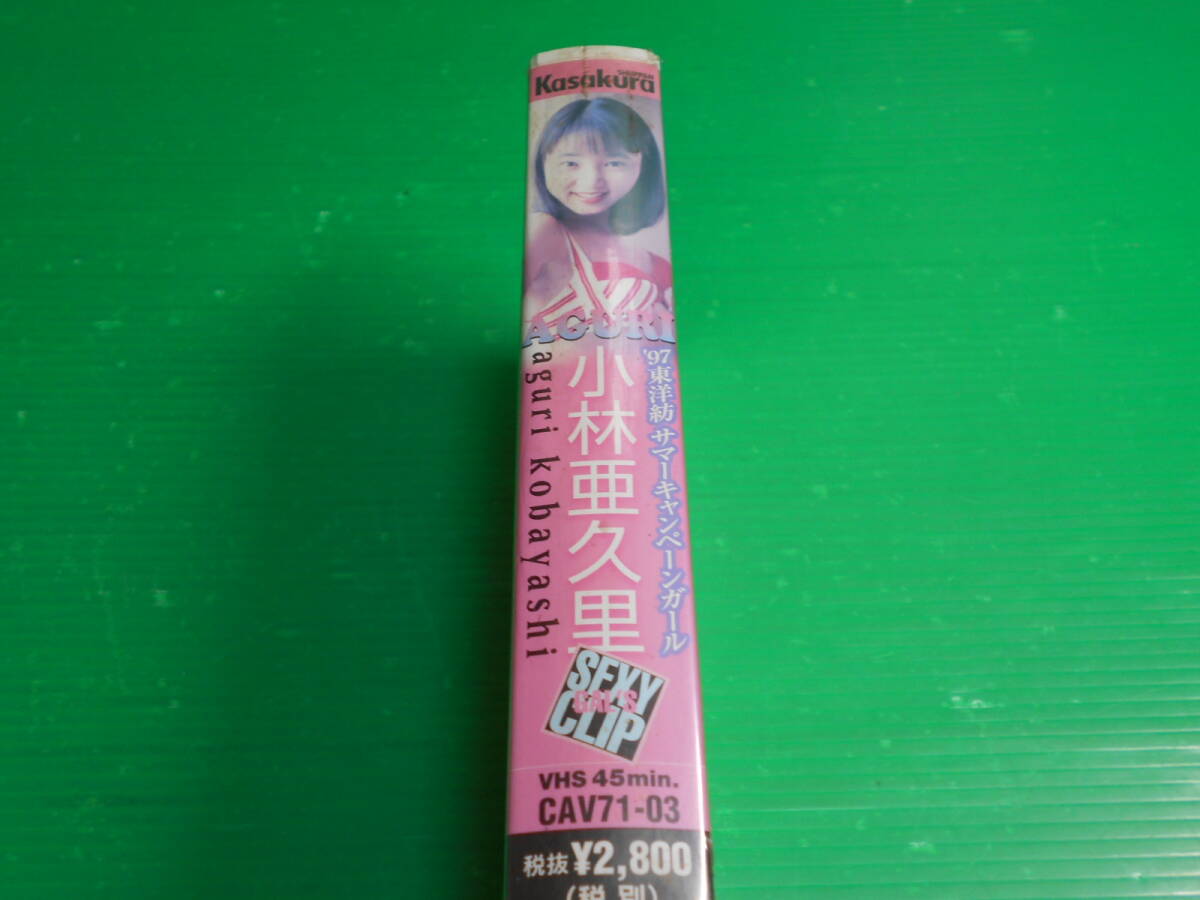 SHUPPAN
Kasakura
AGURI
'97東洋紡 サマーキャンペーンガール
小林亜久里
aguri kobayashi
SEXY
GAL'S
CLIP
VHS 45min.
CAV71-03
税抜¥2,800
(税別)